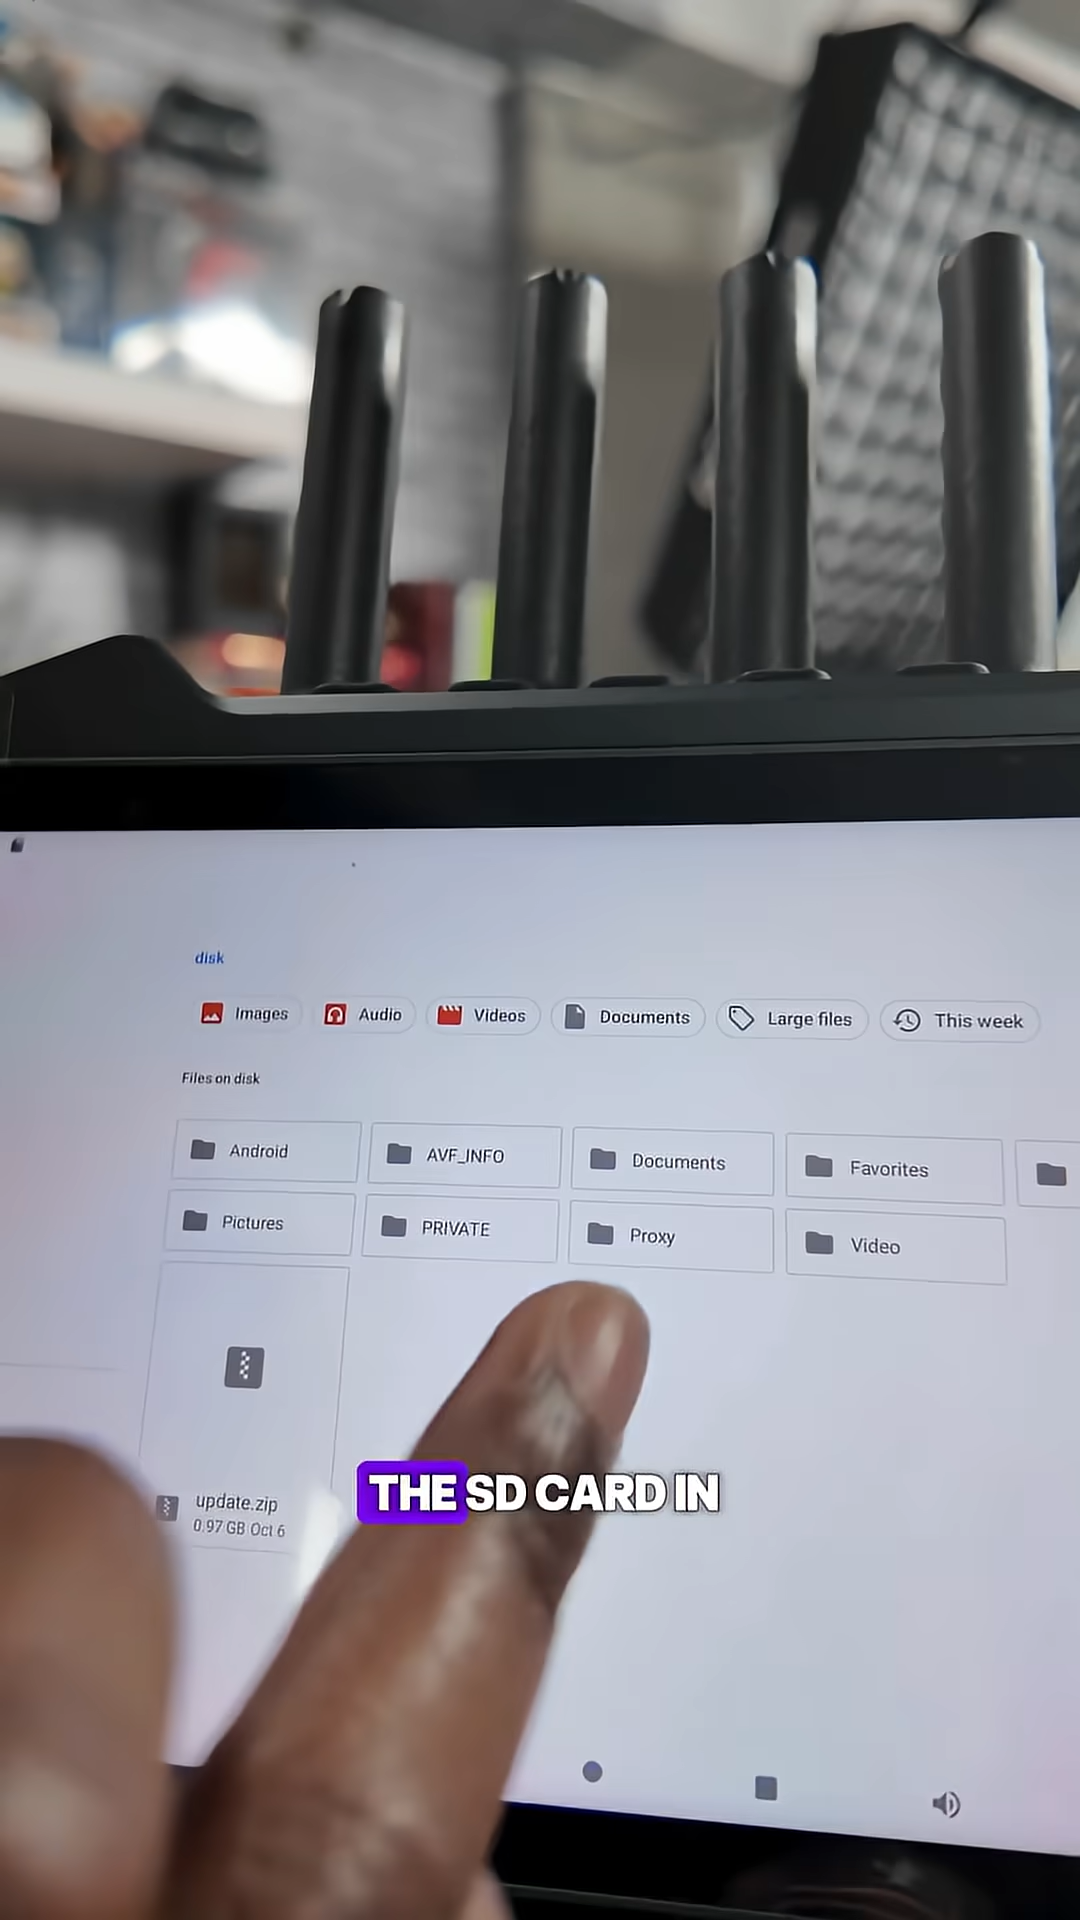 disk
Images
Audio
Videos
Documents
Large files
This week
Files on disk
Android
AVF_INFO
Documents
Favorites
Pictures
PRIVATE
Proxy
Video
THE SD CARD IN
update.zip
0.97 GB Oct 6